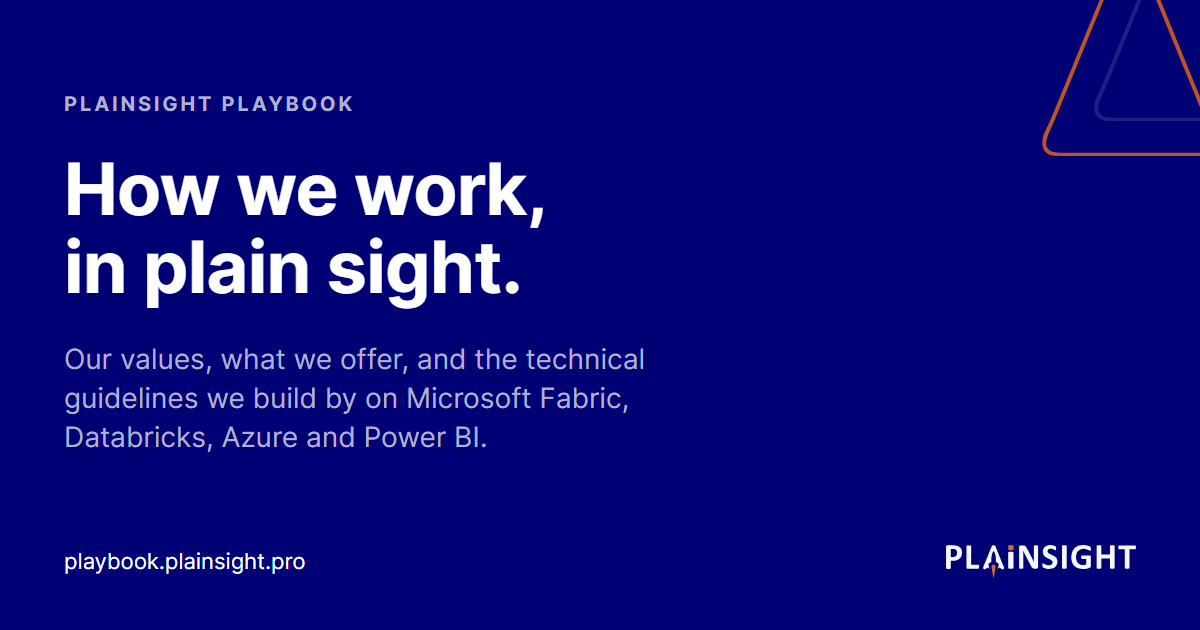 PLAINSIGHT PLAYBOOK
How we work,
in plain sight.
Our values, what we offer, and the technical
guidelines we build by on Microsoft Fabric,
Databricks, Azure and Power BI.
playbook.plainsight.pro
PLAiNSIGHT